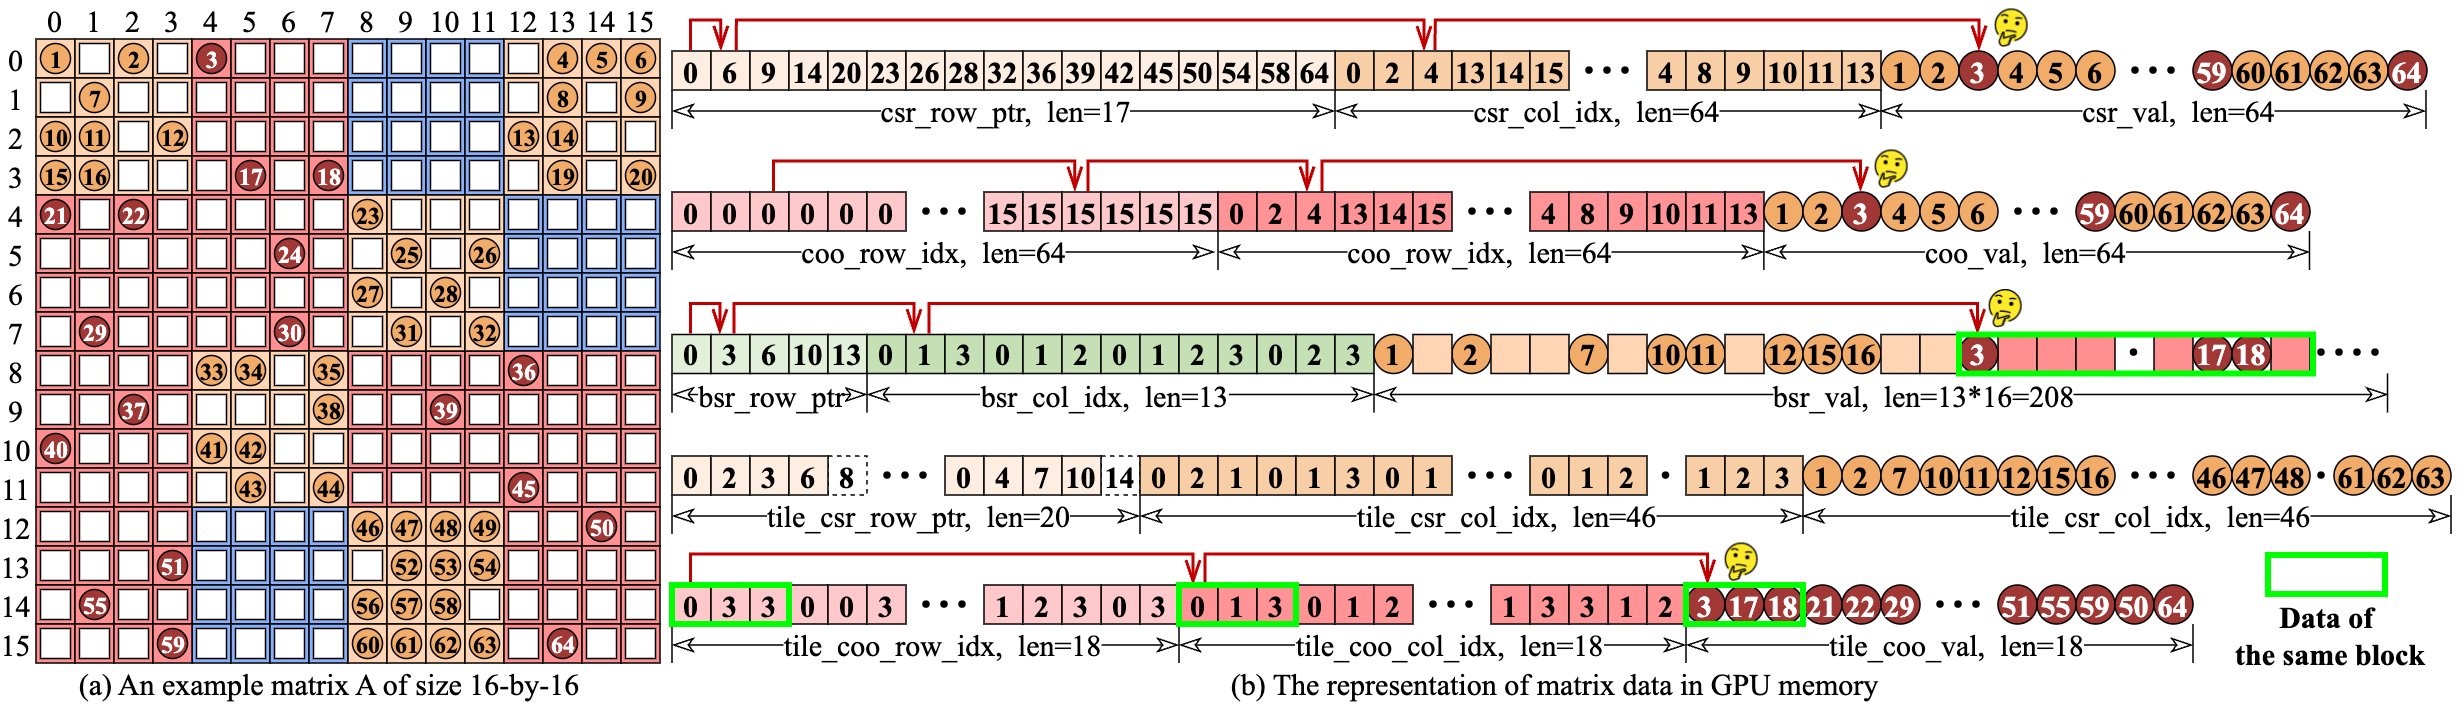 0 1 2 3 4 5 6 7 8 9 10 11 12 13 14 15
0 1 2 3 4 5 6
1 7 8 9
2 10 11 12 13 14
3 15 16 17 18 19 20
4 21 22 23
5 24 25 26
6 27 28
7 29 30 31 32
8 33 34 35 36
9 37 38 39
10 40 41 42
11 43 44 45
12 46 47 48 49 50
13 51 52 53 54
14 55 56 57 58
15 59 60 61 62 63 64
(a) An example matrix A of size 16-by-16
0 6 9 14 20 23 26 28 32 36 39 42 45 50 54 58 64 0 2 4 13 14 15 ··· 4 8 9 10 11 13 1 2 3 4 5 6 ··· 59 60 61 62 63 64
csr_row_ptr, len=17 csr_col_idx, len=64 csr_val, len=64
0 0 0 0 0 0 ··· 15 15 15 15 15 15 0 2 4 13 14 15 ··· 4 8 9 10 11 13 1 2 3 4 5 6 ··· 59 60 61 62 63 64
coo_row_idx, len=64 coo_row_idx, len=64 coo_val, len=64
0 3 6 10 13 0 1 3 0 1 2 0 1 2 3 0 2 3 1 2 7 10 11 12 15 16 3 · 17 18 ····
bsr_row_ptr bsr_col_idx, len=13 bsr_val, len=13*16=208
0 2 3 6 8 ··· 0 4 7 10 14 0 2 1 0 1 3 0 1 ··· 0 1 2 · 1 2 3 1 2 7 10 11 12 15 16 ··· 46 47 48 · 61 62 63
tile_csr_row_ptr, len=20 tile_csr_col_idx, len=46 tile_csr_col_idx, len=46
0 3 3 0 0 3 ··· 1 2 3 0 3 0 1 3 0 1 2 ··· 1 3 3 1 2 3 17 18 21 22 29 ··· 51 55 59 50 64
tile_coo_row_idx, len=18 tile_coo_col_idx, len=18 tile_coo_val, len=18
Data of
the same block
(b) The representation of matrix data in GPU memory